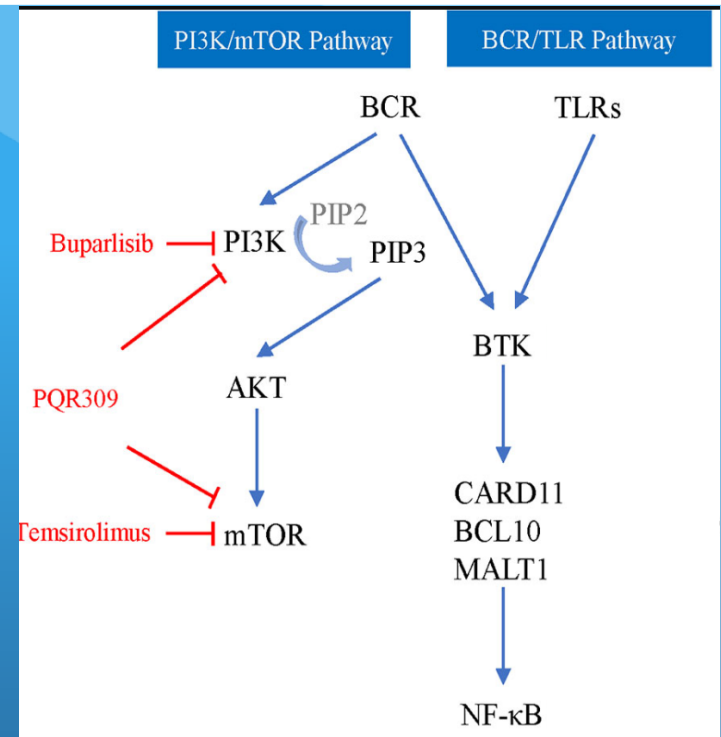 PI3K/mTOR Pathway
BCR/TLR Pathway
BCR
TLRs
PIP2
Buparlisib
PI3K
PIP3
BTK
AKT
PQR309
CARD11
BCL10
MALT1
Temsirolimus
mTOR
NF-κB